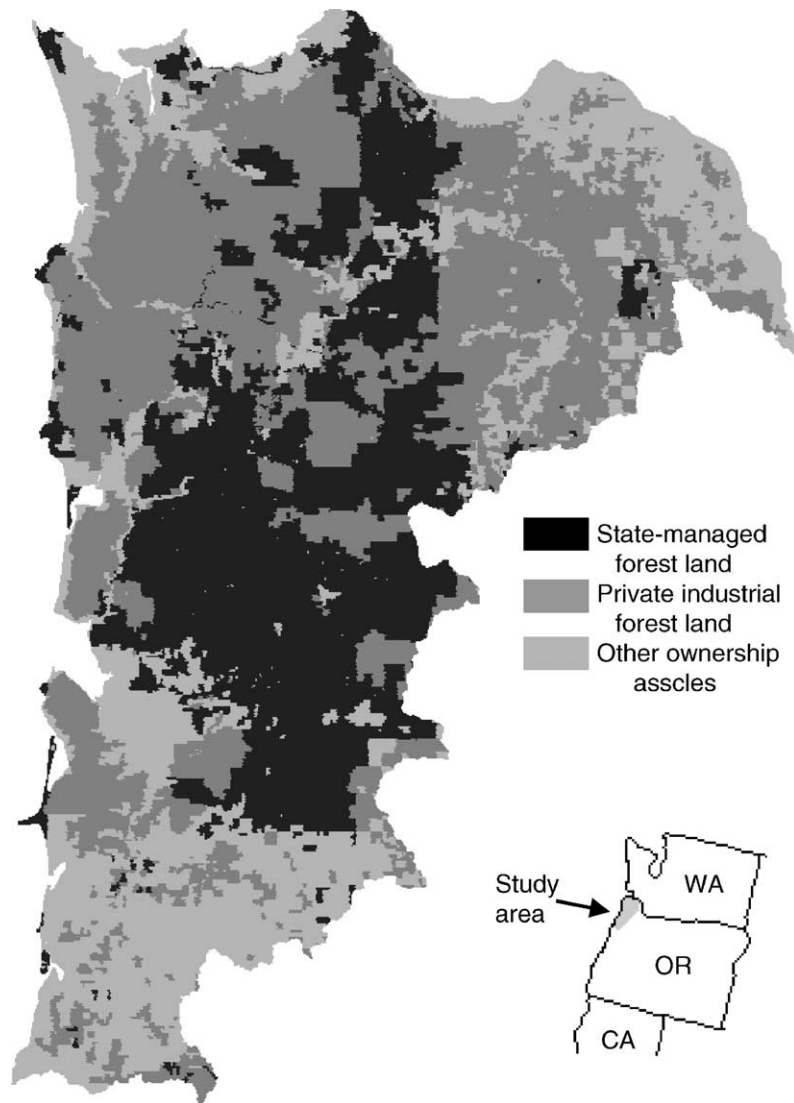 State-managed
forest land
Private industrial
forest land
Other ownership
asscles
Study
area
WA
OR
CA